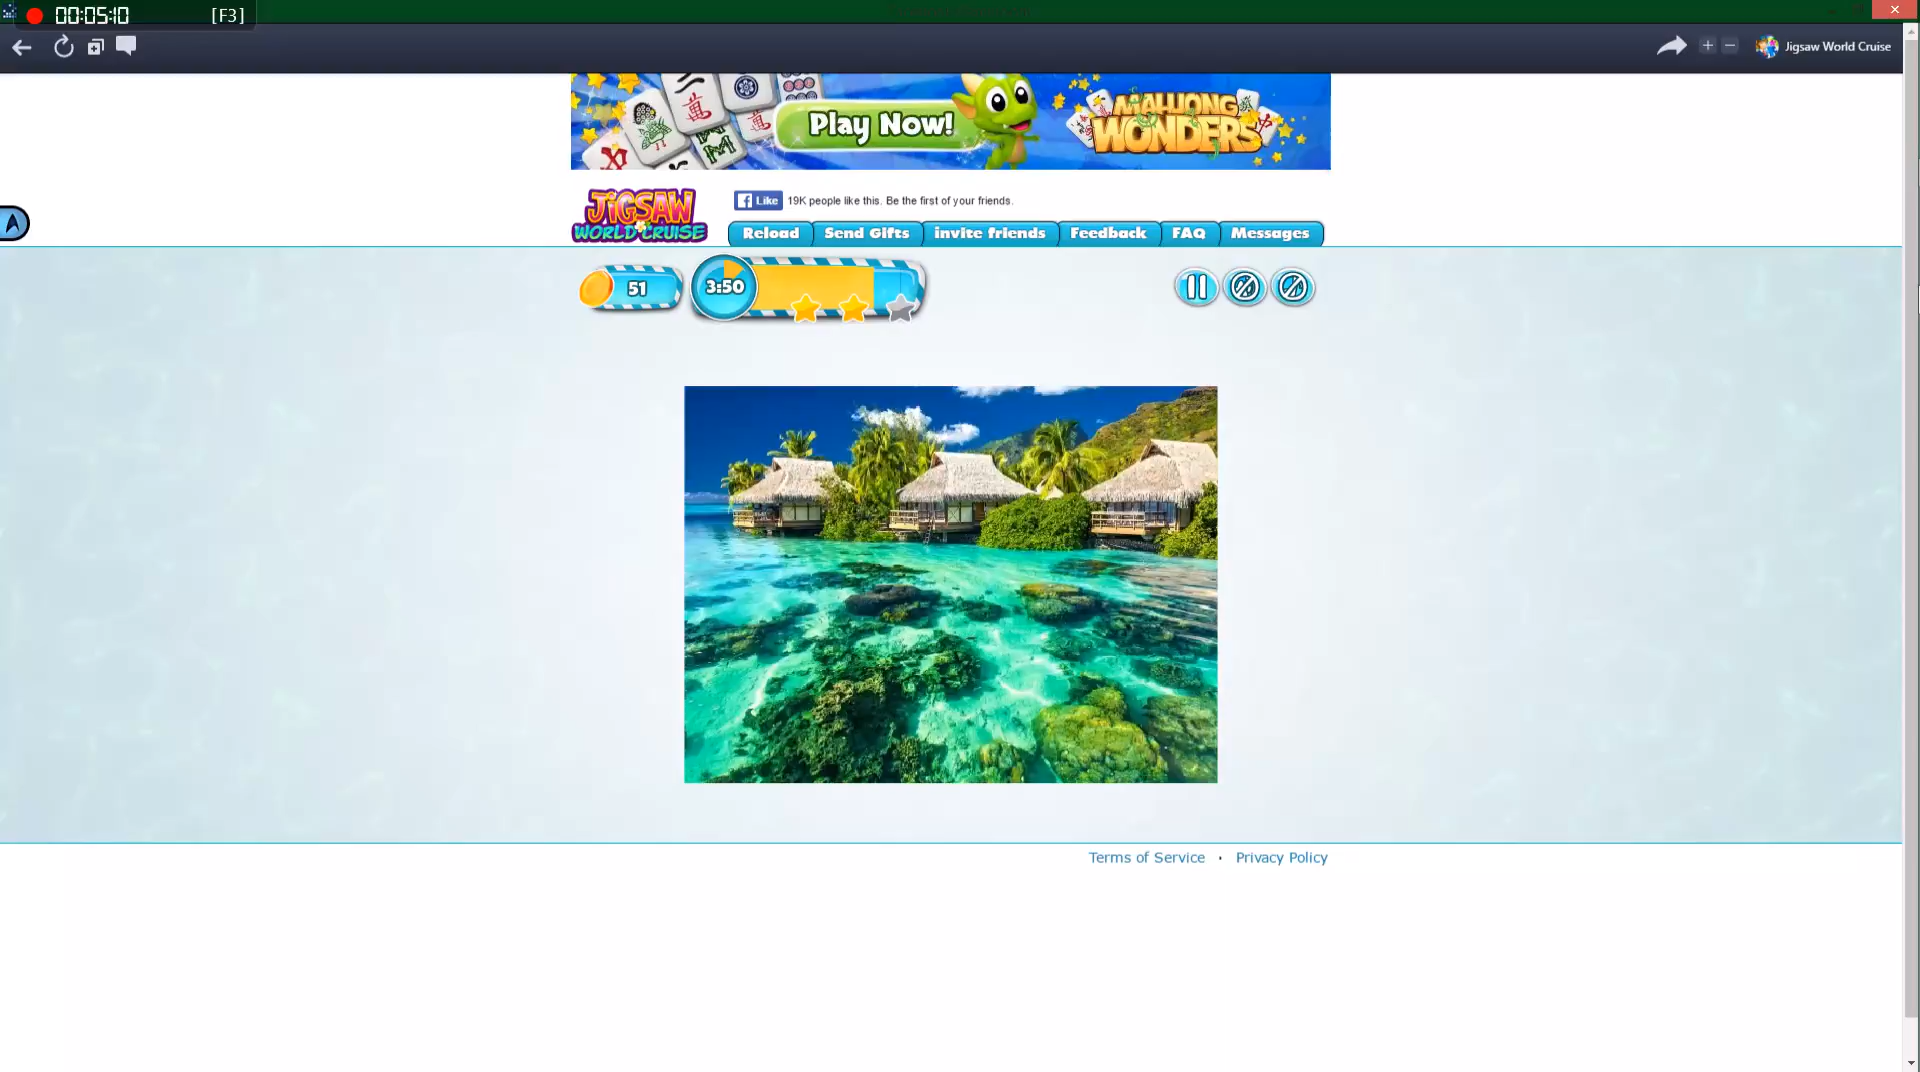 00:05:10 [F3]
Jigsaw World Cruise
Play Now!
MAHJONG
WONDERS
JIGSAW
WORLD CRUISE
Like 19K people like this. Be the first of your friends.
Reload Send Gifts invite friends Feedback FAQ Messages
51 3:50
Terms of Service · Privacy Policy